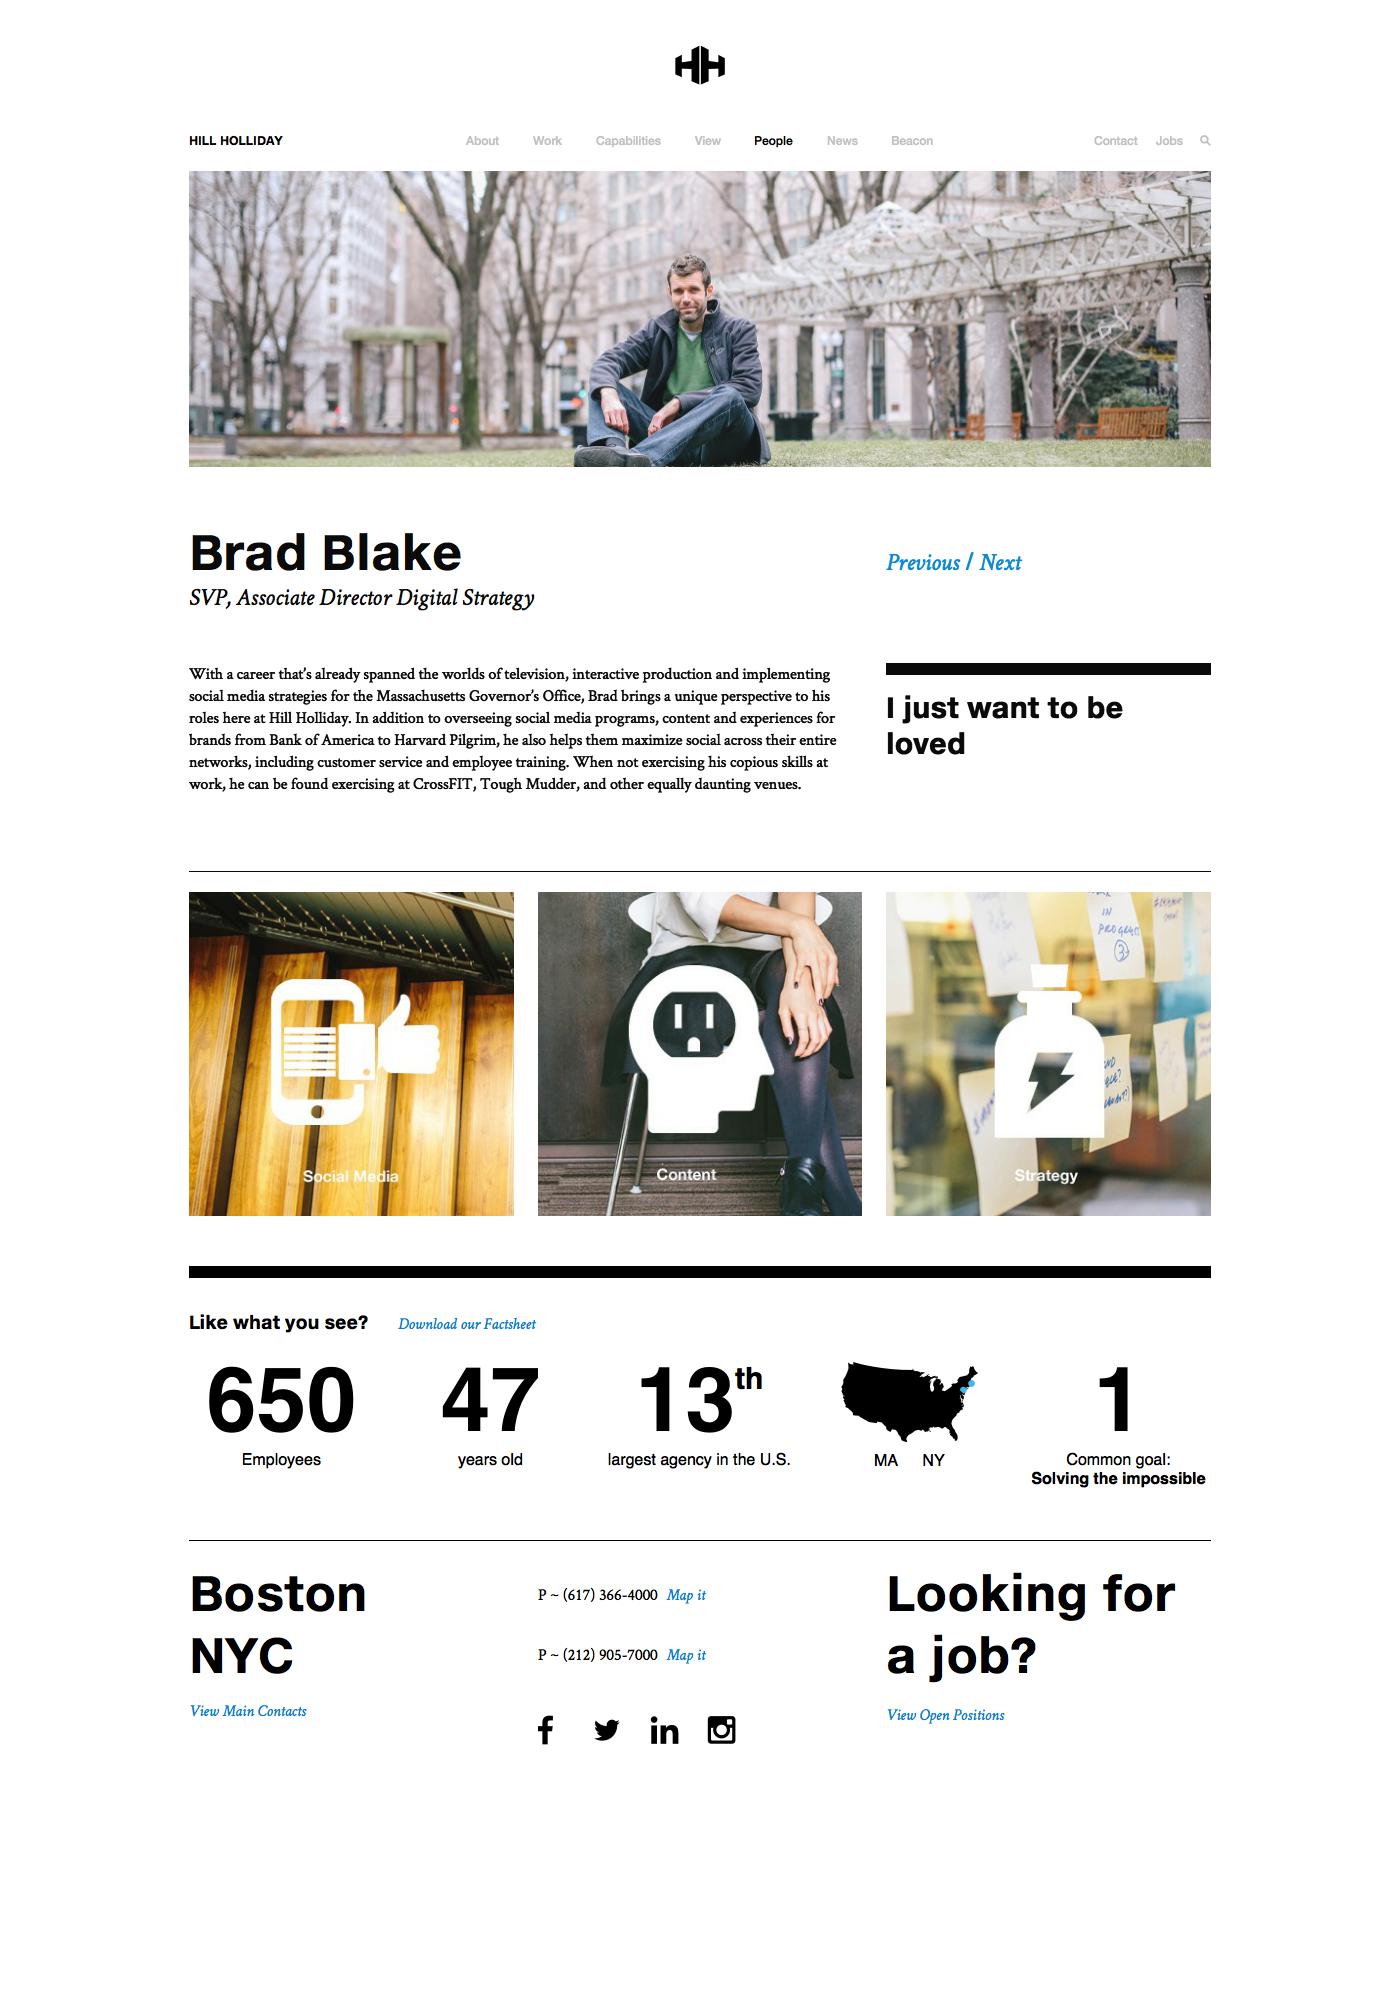 HH
HILL HOLLIDAY
About Work Capabilities View People News Beacon
Contact Jobs
Brad Blake
SVP, Associate Director Digital Strategy
Previous / Next
With a career that's already spanned the worlds of television, interactive production and implementing
social media strategies for the Massachusetts Governor's Office, Brad brings a unique perspective to his
roles here at Hill Holliday. In addition to overseeing social media programs, content and experiences for
brands from Bank of America to Harvard Pilgrim, he also helps them maximize social across their entire
networks, including customer service and employee training. When not exercising his copious skills at
work, he can be found exercising at CrossFIT, Tough Mudder, and other equally daunting venues.
I just want to be
loved
Social Media
Content
IN
PROGRESS
3
Strategy
Like what you see? Download our Factsheet
650
Employees
47
years old
13th
largest agency in the U.S.
MA NY
1
Common goal:
Solving the impossible
Boston
NYC
View Main Contacts
P ~ (617) 366-4000 Map it
P ~ (212) 905-7000 Map it
Looking for
a job?
View Open Positions